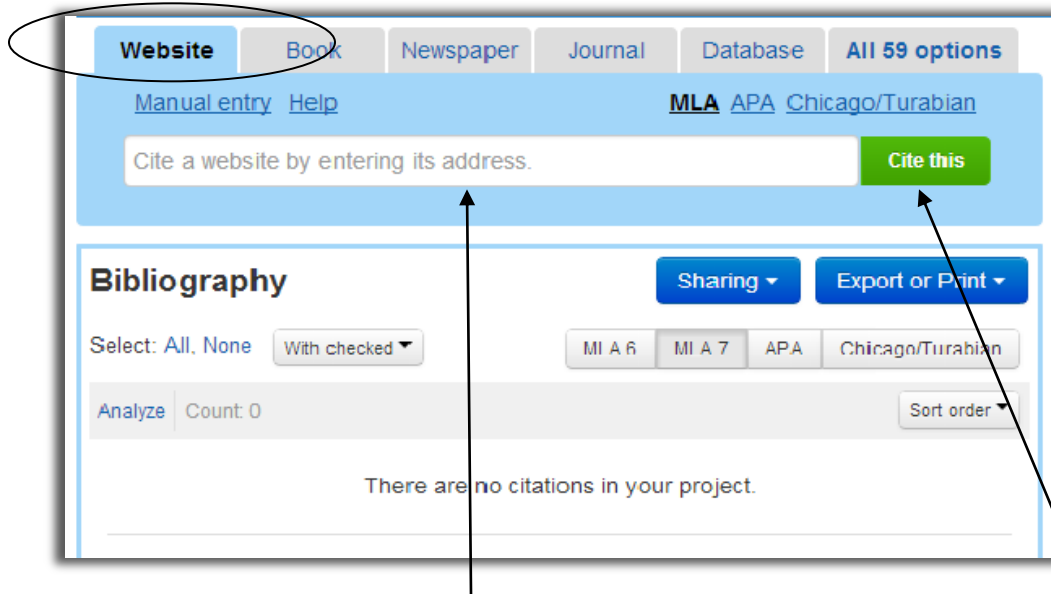 Website Book Newspaper Journal Database All 59 options
Manual entry Help MLA APA Chicago/Turabian
Cite a website by entering its address. Cite this
Bibliography Sharing Export or Print
Select: All, None With checked MLA 6 MLA 7 APA Chicago/Turabian
Analyze Count: 0 Sort order
There are no citations in your project.